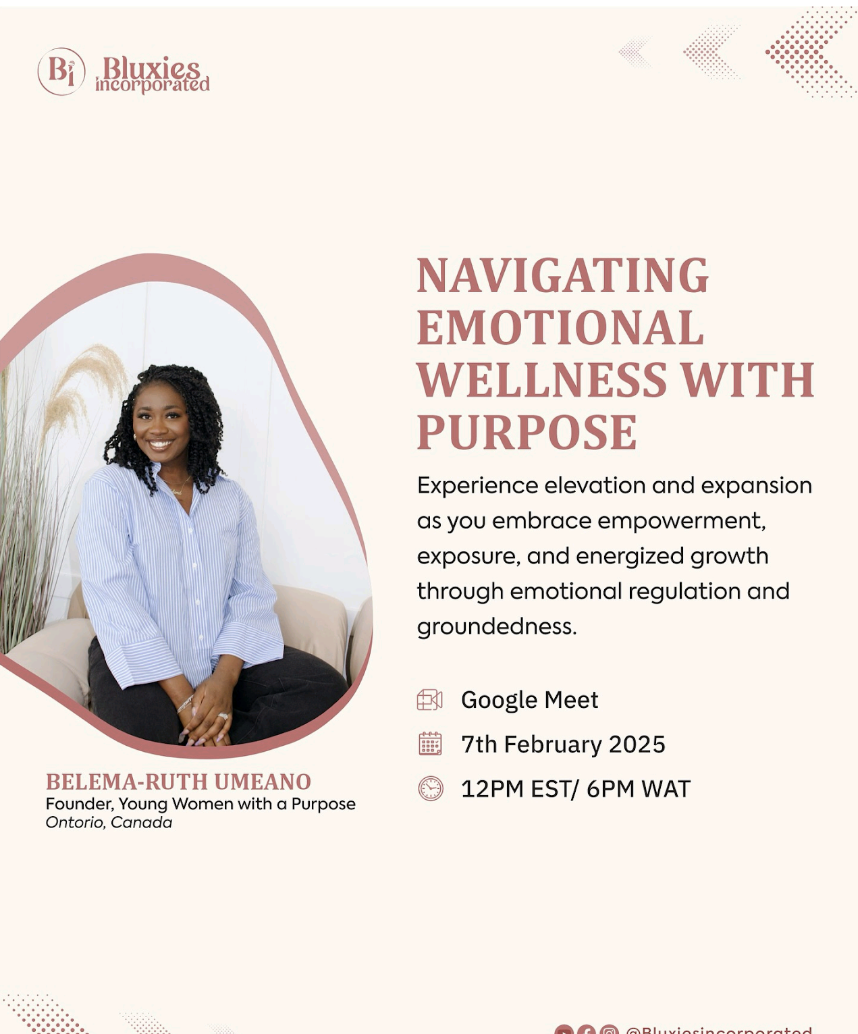 Bi Bluxies
incorporated
NAVIGATING
EMOTIONAL
WELLNESS WITH
PURPOSE
Experience elevation and expansion
as you embrace empowerment,
exposure, and energized growth
through emotional regulation and
groundedness.
Google Meet
7th February 2025
12PM EST/ 6PM WAT
BELEMA-RUTH UMEANO
Founder, Young Women with a Purpose
Ontorio, Canada
@Bluxiesincorporated